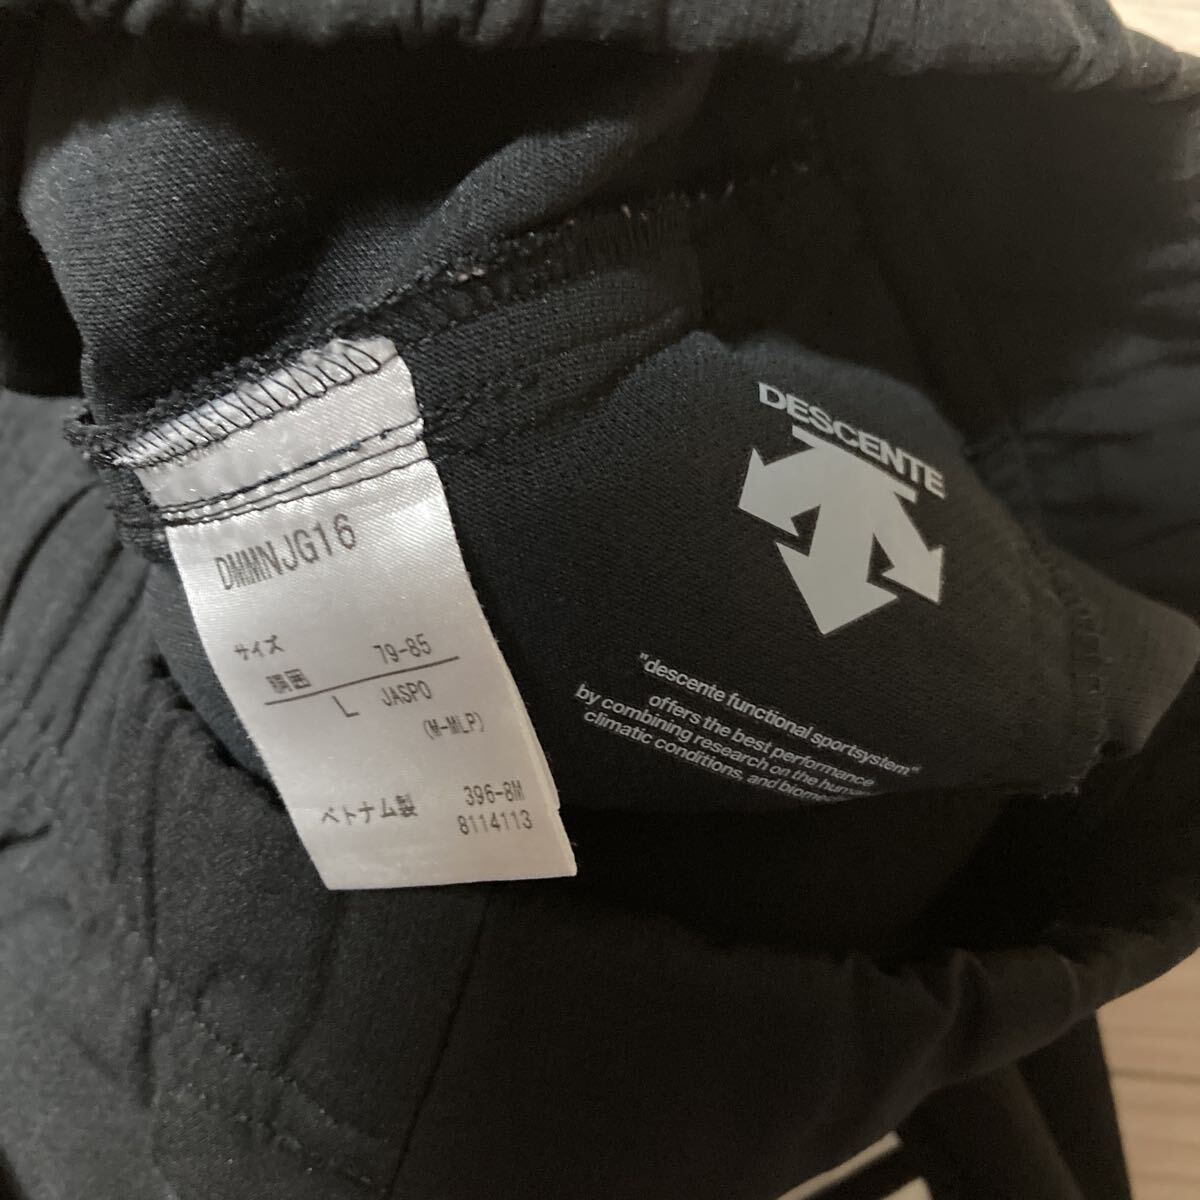 DMMNJG16
サイズ
胴囲 79-85
L JASPO
(M-MLP)
396-8M
ベトナム製 8114113
DESCENTE
"descente functional sportsystem"
offers the best performance
by combining research on the
climatic conditions, and